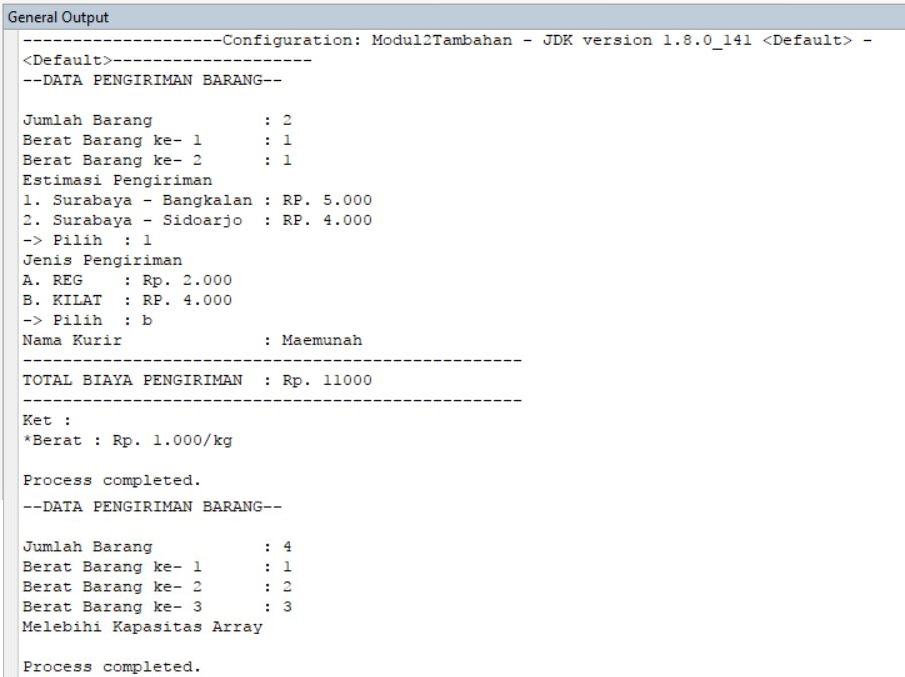 General Output
--------------------Configuration: Modul2Tambahan - JDK version 1.8.0_141 <Default> -
<Default>--------------------
--DATA PENGIRIMAN BARANG--
Jumlah Barang : 2
Berat Barang ke- 1 : 1
Berat Barang ke- 2 : 1
Estimasi Pengiriman
1. Surabaya - Bangkalan : RP. 5.000
2. Surabaya - Sidoarjo : RP. 4.000
-> Pilih : 1
Jenis Pengiriman
A. REG : Rp. 2.000
B. KILAT : RP. 4.000
-> Pilih : b
Nama Kurir : Maemunah
--------------------------------------------------
TOTAL BIAYA PENGIRIMAN : Rp. 11000
--------------------------------------------------
Ket :
*Berat : Rp. 1.000/kg
Process completed.
--DATA PENGIRIMAN BARANG--
Jumlah Barang : 4
Berat Barang ke- 1 : 1
Berat Barang ke- 2 : 2
Berat Barang ke- 3 : 3
Melebihi Kapasitas Array
Process completed.